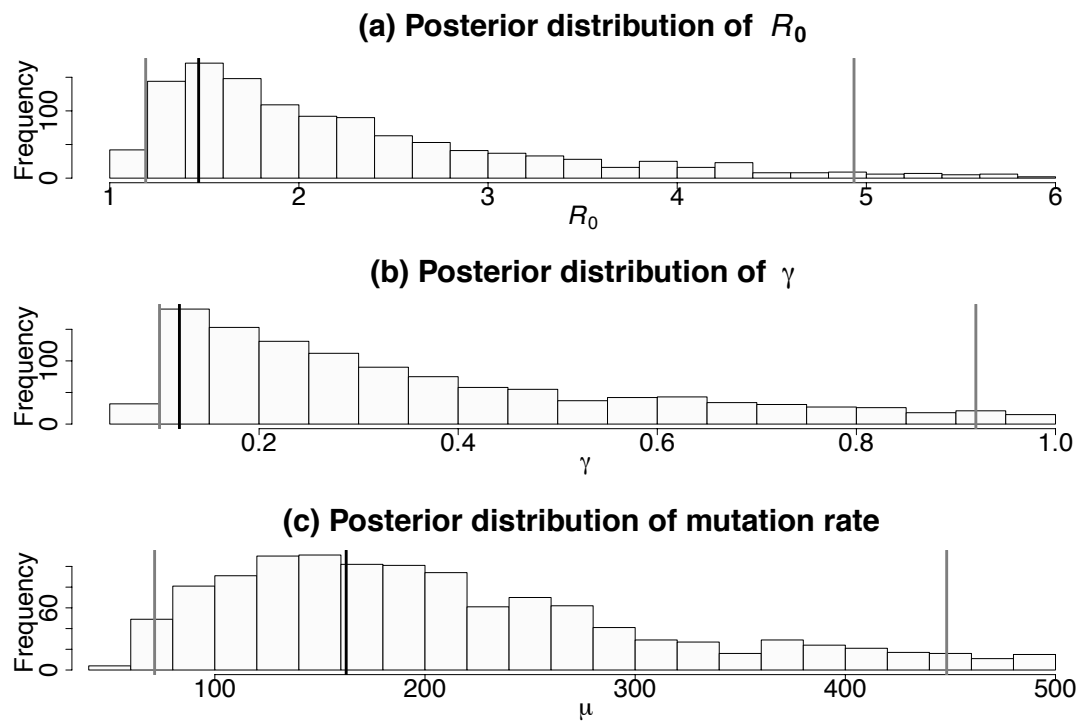 (a) Posterior distribution of R₀
Frequency
0 100
1 2 3 4 5 6
R₀
(b) Posterior distribution of γ
Frequency
0 100
0.2 0.4 0.6 0.8 1.0
γ
(c) Posterior distribution of mutation rate
Frequency
0 60
100 200 300 400 500
μ